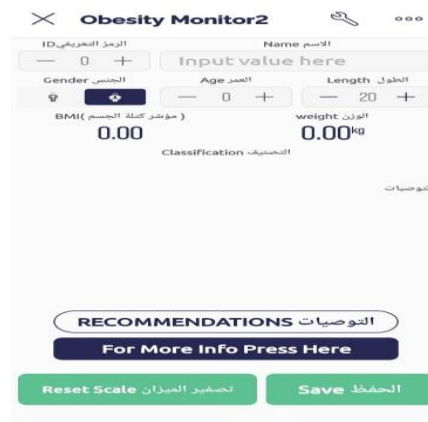 Obesity Monitor2
الرمز التعريفي ID
الاسم Name
— 0 +
Input value here
Gender الجنس
Age العمر
Length الطول
— 0 +
— 20 +
BMI( مؤشر كتلة الجسم )
weight الوزن
0.00
0.00kg
Classification التصنيف
توصيات
RECOMMENDATIONS التوصيات
For More Info Press Here
Reset Scale تصفير الميزان
Save الحفظ